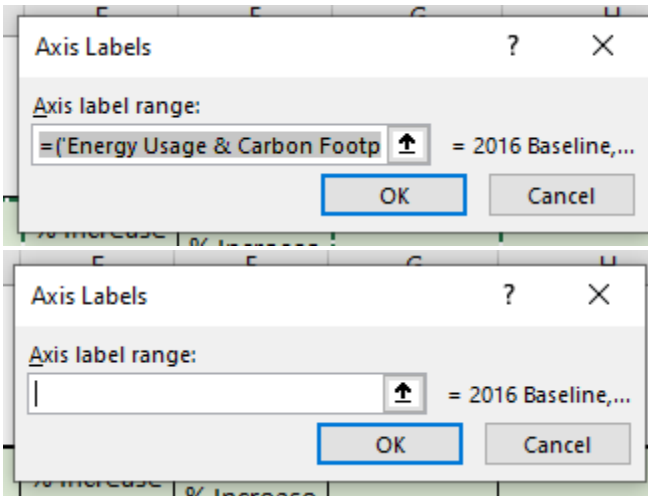 E F G H
Axis Labels ? ×
Axis label range:
=('Energy Usage & Carbon Footp = 2016 Baseline,...
OK Cancel
% Increase % Increase
E F G H
Axis Labels ? ×
Axis label range:
= 2016 Baseline,...
OK Cancel
% Increase % Increase